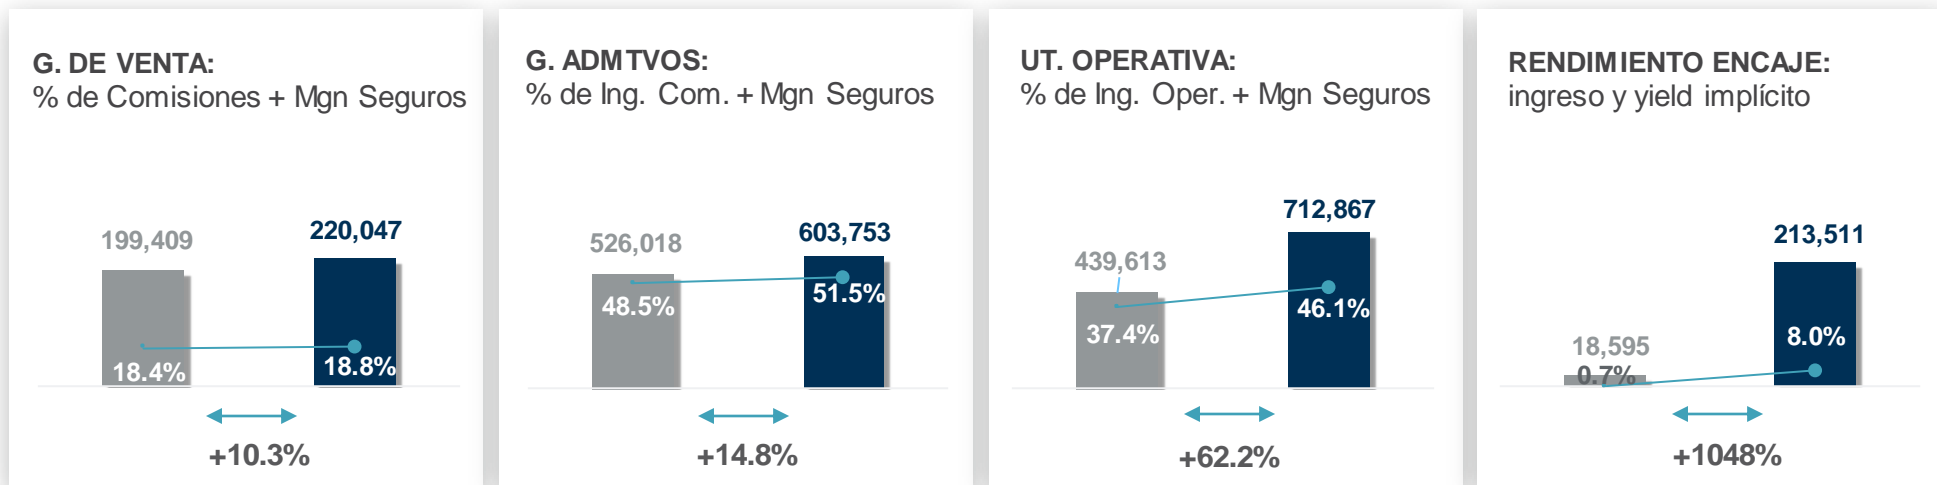 G. DE VENTA:
% de Comisiones + Mgn Seguros
199,409
220,047
18.4%
18.8%
+10.3%
G. ADMTVOS:
% de Ing. Com. + Mgn Seguros
526,018
603,753
48.5%
51.5%
+14.8%
UT. OPERATIVA:
% de Ing. Oper. + Mgn Seguros
439,613
712,867
37.4%
46.1%
+62.2%
RENDIMIENTO ENCAJE:
ingreso y yield implícito
18,595
213,511
0.7%
8.0%
+1048%